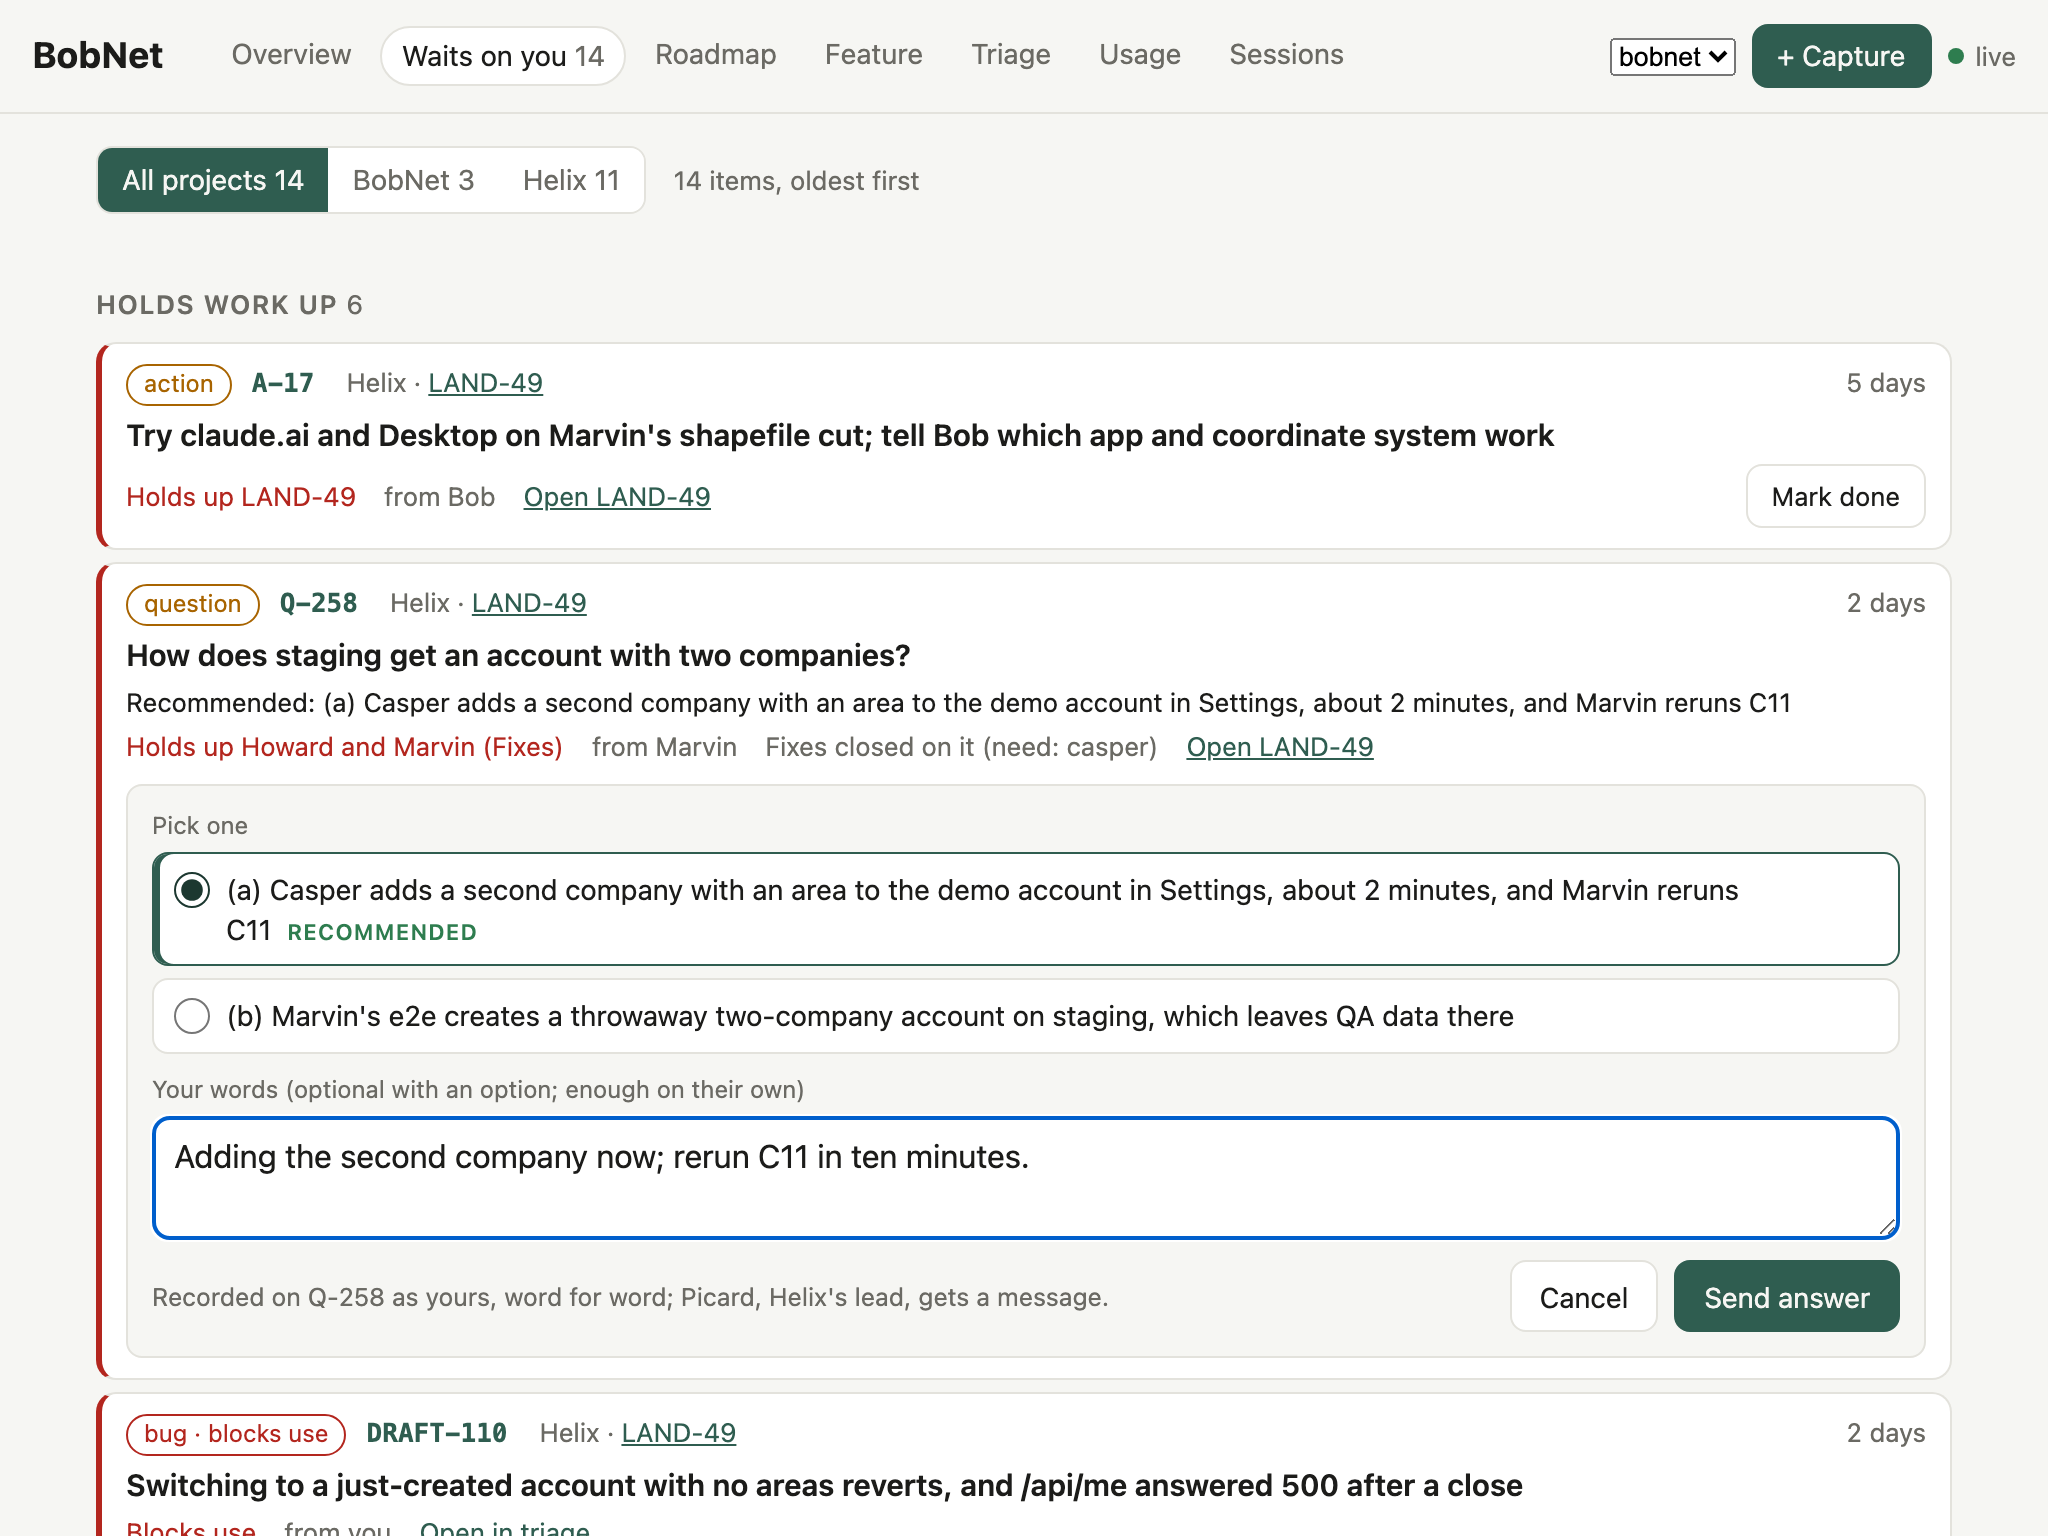 BobNet Overview Waits on you 14 Roadmap Feature Triage Usage Sessions bobnet + Capture live
All projects 14 BobNet 3 Helix 11 14 items, oldest first
HOLDS WORK UP 6
action A-17 Helix · LAND-49 5 days
Try claude.ai and Desktop on Marvin's shapefile cut; tell Bob which app and coordinate system work
Holds up LAND-49 from Bob Open LAND-49 Mark done
question Q-258 Helix · LAND-49 2 days
How does staging get an account with two companies?
Recommended: (a) Casper adds a second company with an area to the demo account in Settings, about 2 minutes, and Marvin reruns C11
Holds up Howard and Marvin (Fixes) from Marvin Fixes closed on it (need: casper) Open LAND-49
Pick one
(a) Casper adds a second company with an area to the demo account in Settings, about 2 minutes, and Marvin reruns
C11 RECOMMENDED
(b) Marvin's e2e creates a throwaway two-company account on staging, which leaves QA data there
Your words (optional with an option; enough on their own)
Adding the second company now; rerun C11 in ten minutes.
Recorded on Q-258 as yours, word for word; Picard, Helix's lead, gets a message. Cancel Send answer
bug · blocks use DRAFT-110 Helix · LAND-49 2 days
Switching to a just-created account with no areas reverts, and /api/me answered 500 after a close
Blocks use from you Open in triage